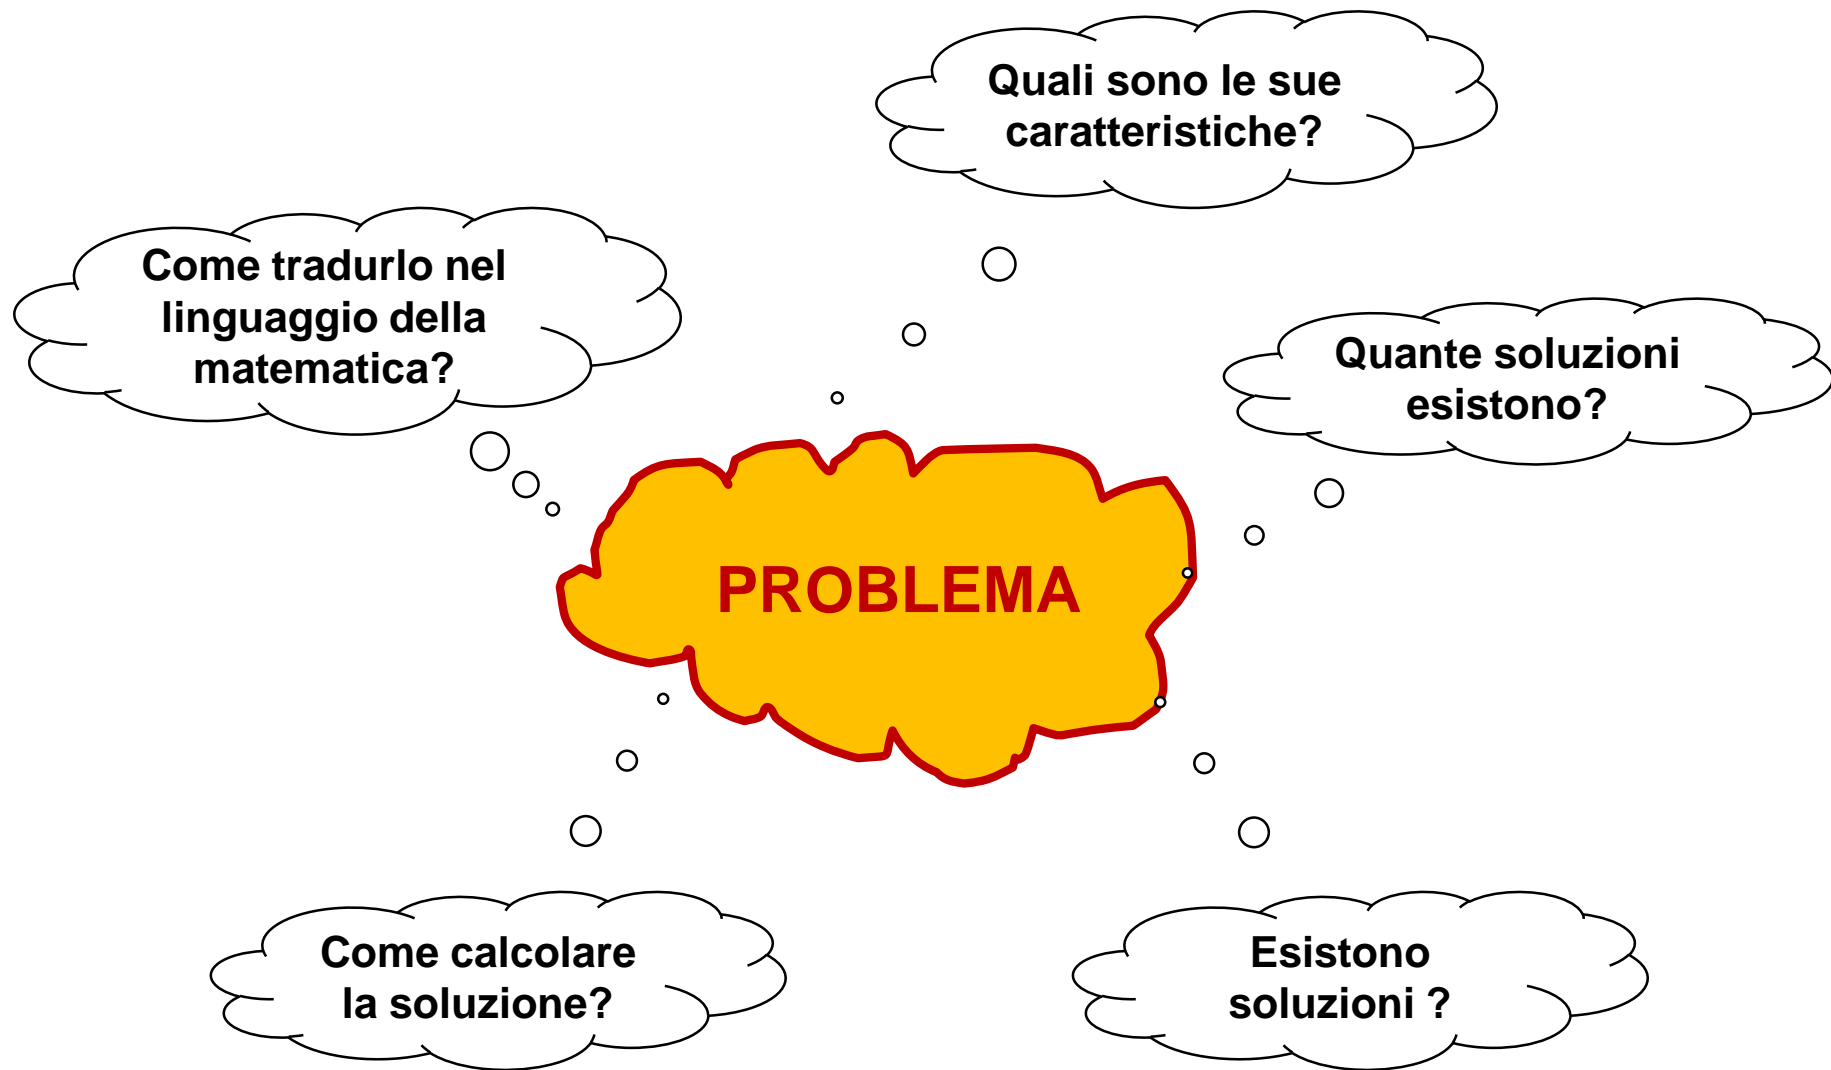 Quali sono le sue
caratteristiche?
Come tradurlo nel
linguaggio della
matematica?
Quante soluzioni
esistono?
PROBLEMA
Come calcolare
la soluzione?
Esistono
soluzioni ?